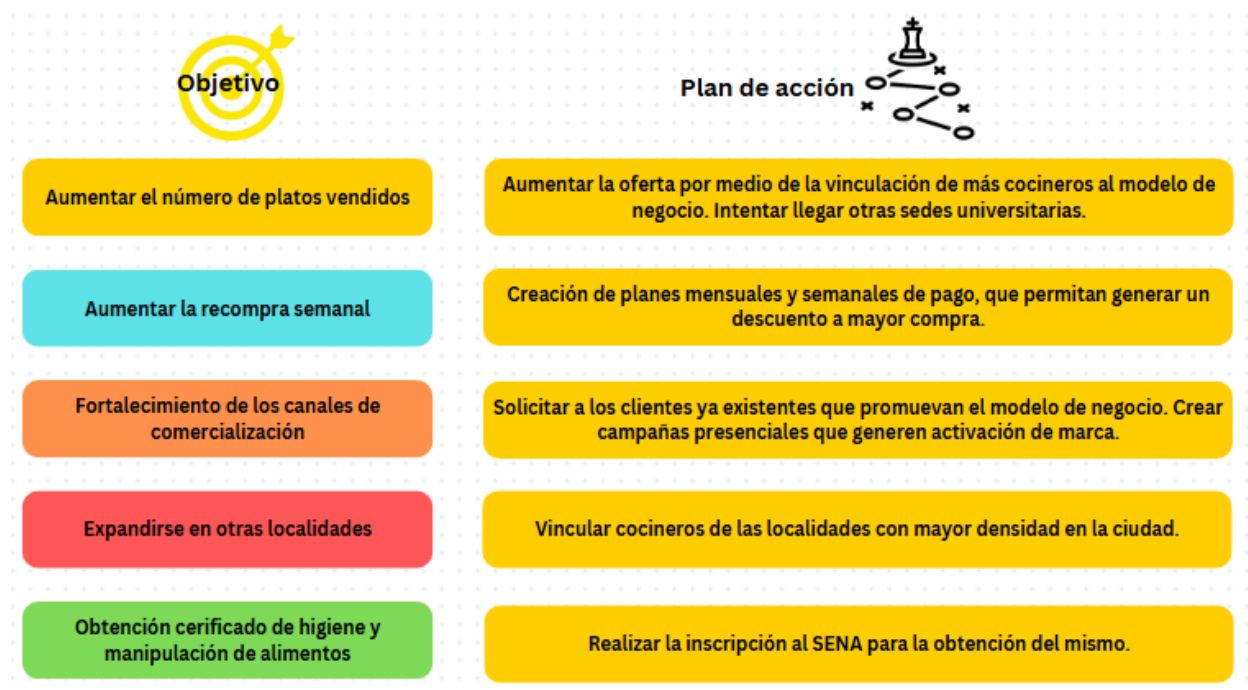 Objetivo
Plan de acción
Aumentar el número de platos vendidos
Aumentar la oferta por medio de la vinculación de más cocineros al modelo de
negocio. Intentar llegar otras sedes universitarias.
Aumentar la recompra semanal
Creación de planes mensuales y semanales de pago, que permitan generar un
descuento a mayor compra.
Fortalecimiento de los canales de
comercialización
Solicitar a los clientes ya existentes que promuevan el modelo de negocio. Crear
campañas presenciales que generen activación de marca.
Expandirse en otras localidades
Vincular cocineros de las localidades con mayor densidad en la ciudad.
Obtención cerificado de higiene y
manipulación de alimentos
Realizar la inscripción al SENA para la obtención del mismo.